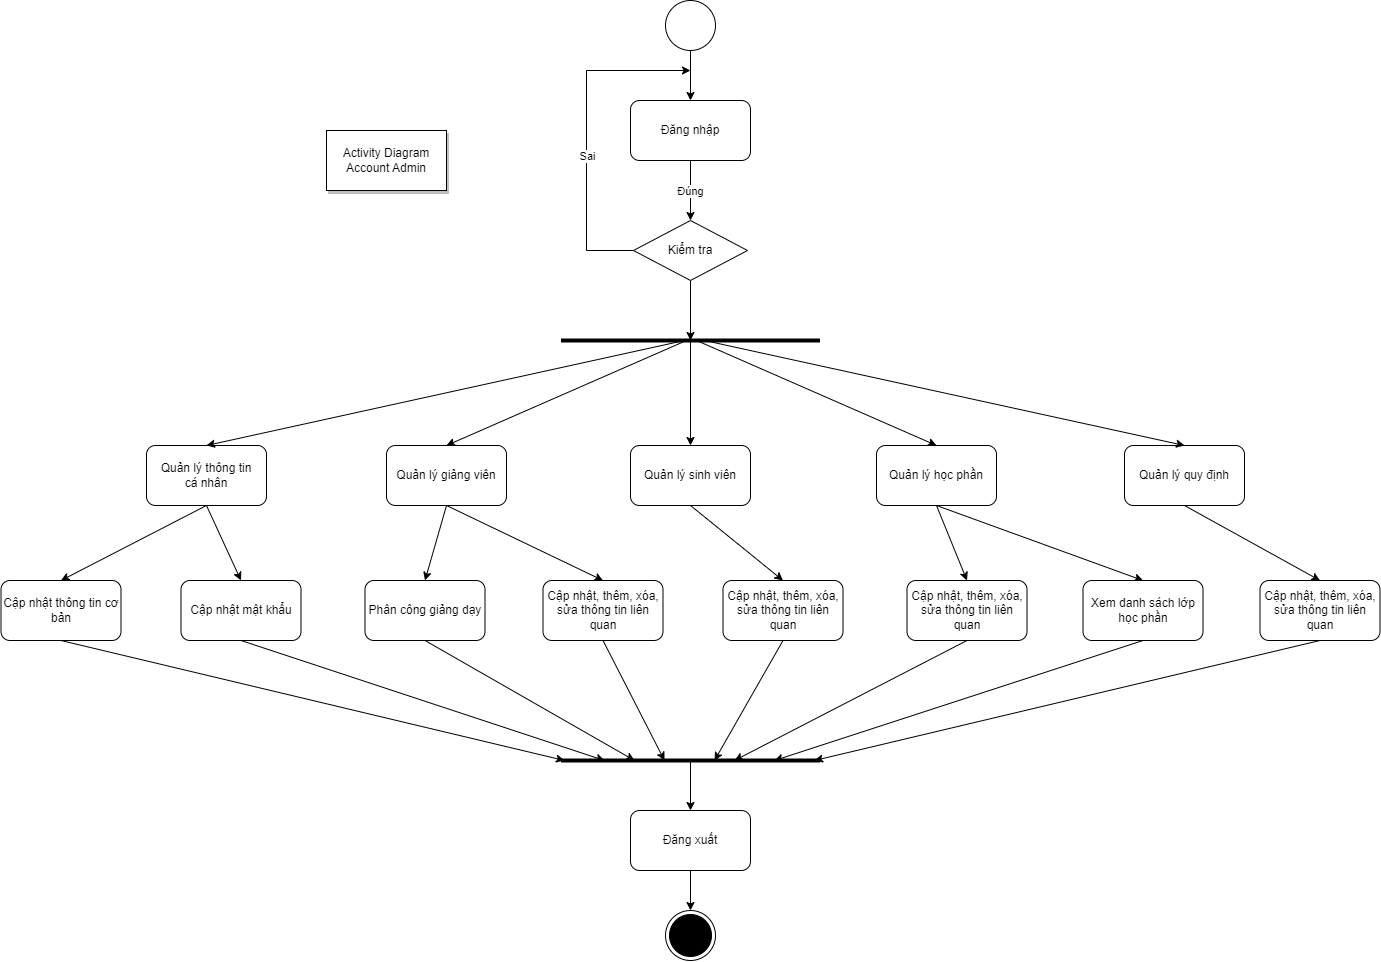 Đăng nhập
Activity Diagram
Account Admin
Sai
Đúng
Kiểm tra
Quản lý thông tin
cá nhân
Quản lý giảng viên
Quản lý sinh viên
Quản lý học phần
Quản lý quy định
Cập nhật thông tin cơ
bản
Cập nhật mật khẩu
Phân công giảng dạy
Cập nhật, thêm, xóa,
sửa thông tin liên
quan
Cập nhật, thêm, xóa,
sửa thông tin liên
quan
Cập nhật, thêm, xóa,
sửa thông tin liên
quan
Xem danh sách lớp
học phần
Cập nhật, thêm, xóa,
sửa thông tin liên
quan
Đăng xuất